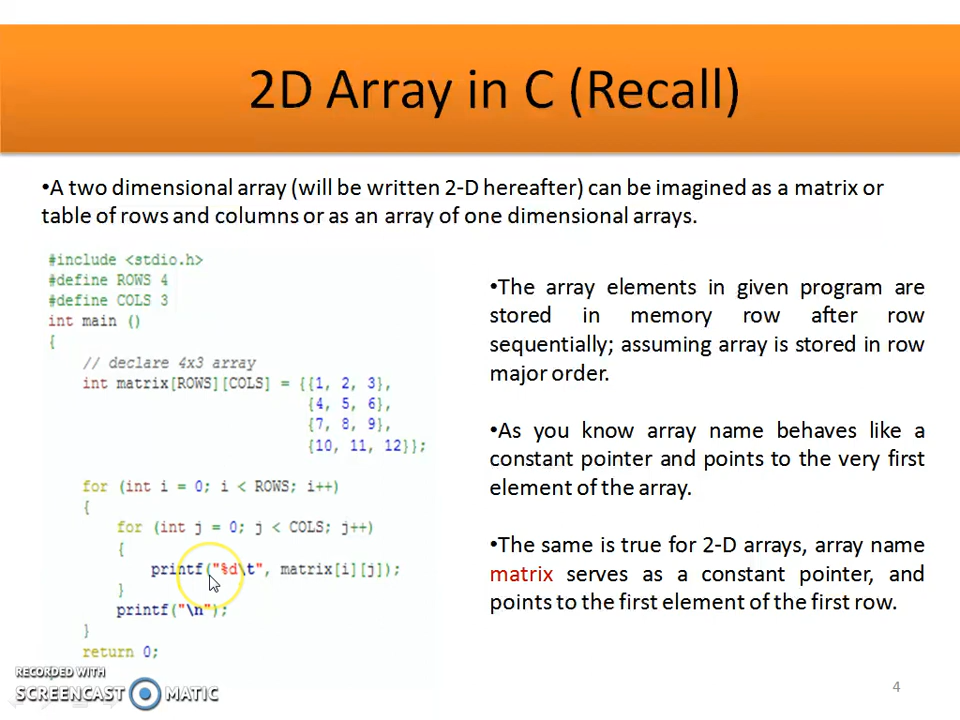 2D Array in C (Recall)
•A two dimensional array (will be written 2-D hereafter) can be imagined as a matrix or
table of rows and columns or as an array of one dimensional arrays.
#include <stdio.h>
#define ROWS 4
#define COLS 3
int main ()
{
// declare 4x3 array
int matrix[ROWS][COLS] = {{1, 2, 3},
{4, 5, 6},
{7, 8, 9},
{10, 11, 12}};
for (int i = 0; i < ROWS; i++)
{
for (int j = 0; j < COLS; j++)
{
printf("%d\t", matrix[i][j]);
}
printf("\n");
}
return 0;
•The array elements in given program are
stored in memory row after row
sequentially; assuming array is stored in row
major order.
•As you know array name behaves like a
constant pointer and points to the very first
element of the array.
•The same is true for 2-D arrays, array name
matrix serves as a constant pointer, and
points to the first element of the first row.
RECORDED WITH
SCREENCAST MATIC
4